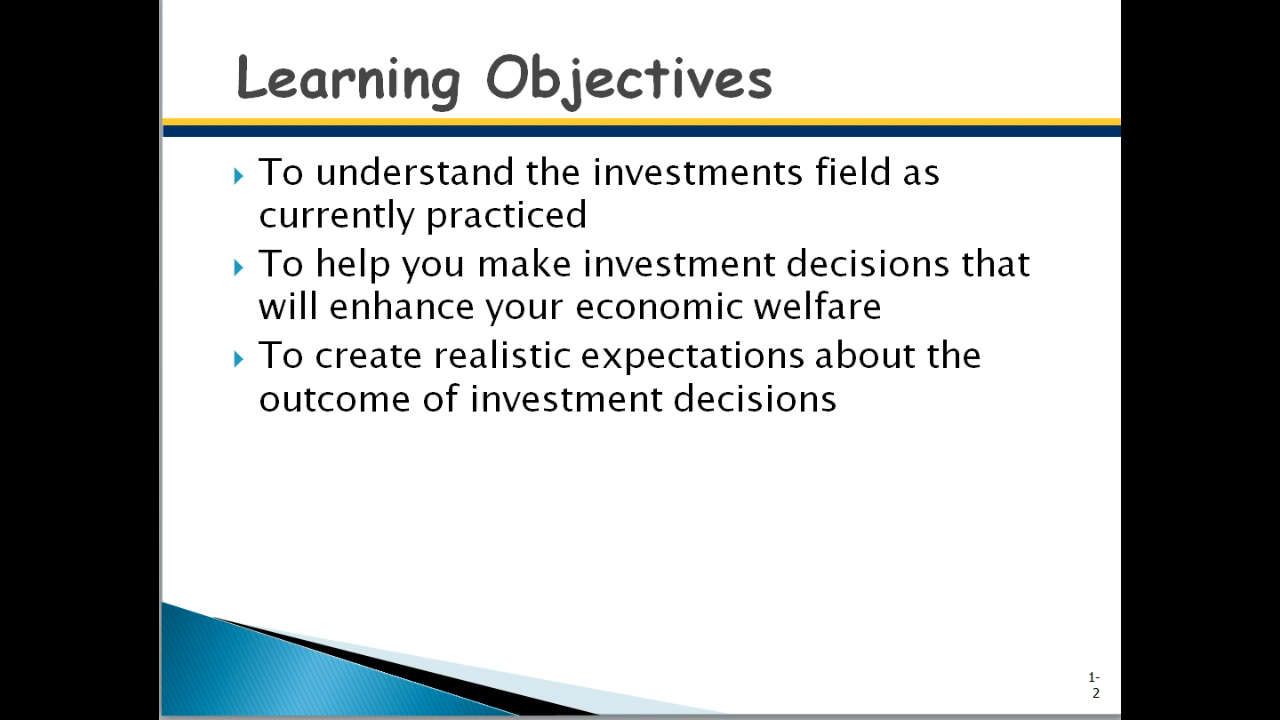 Learning Objectives
To understand the investments field as
currently practiced
To help you make investment decisions that
will enhance your economic welfare
To create realistic expectations about the
outcome of investment decisions
1-
2